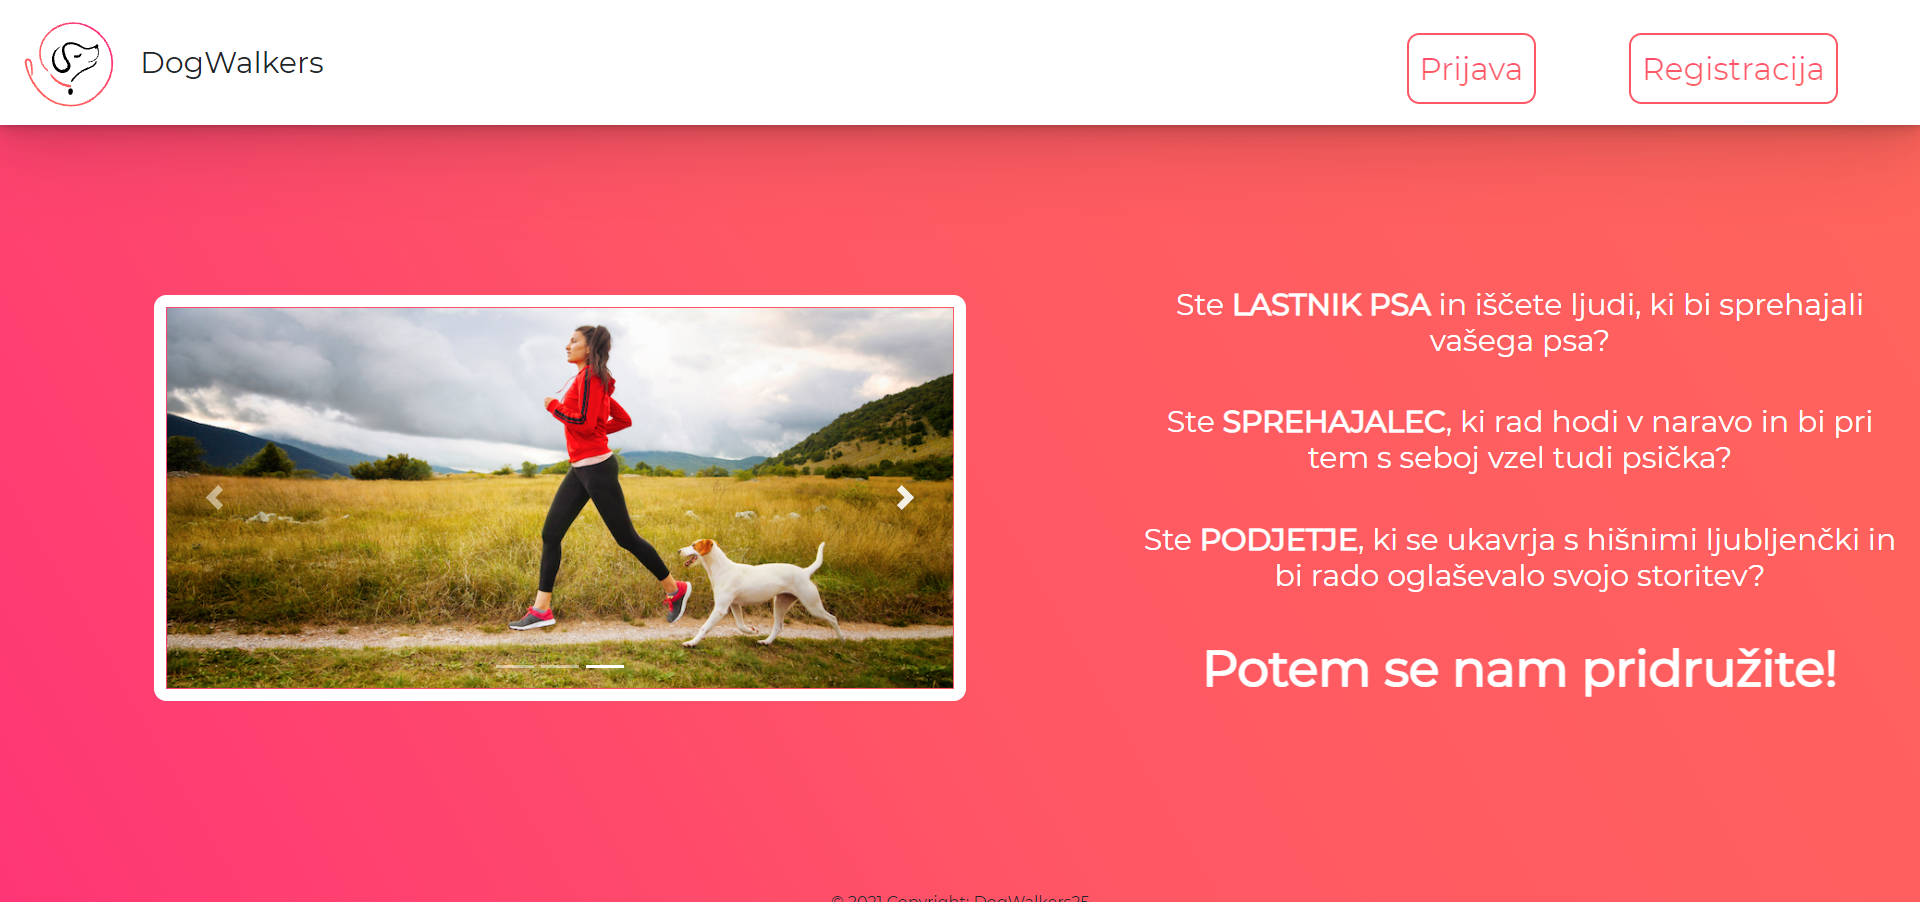 DogWalkers
Prijava
Registracija
Ste LASTNIK PSA in iščete ljudi, ki bi sprehajali
vašega psa?
Ste SPREHAJALEC, ki rad hodi v naravo in bi pri
tem s seboj vzel tudi psička?
Ste PODJETJE, ki se ukavrja s hišnimi ljubljenčki in
bi rado oglaševalo svojo storitev?
Potem se nam pridružite!
© 2021 Copyright: DogWalkers25